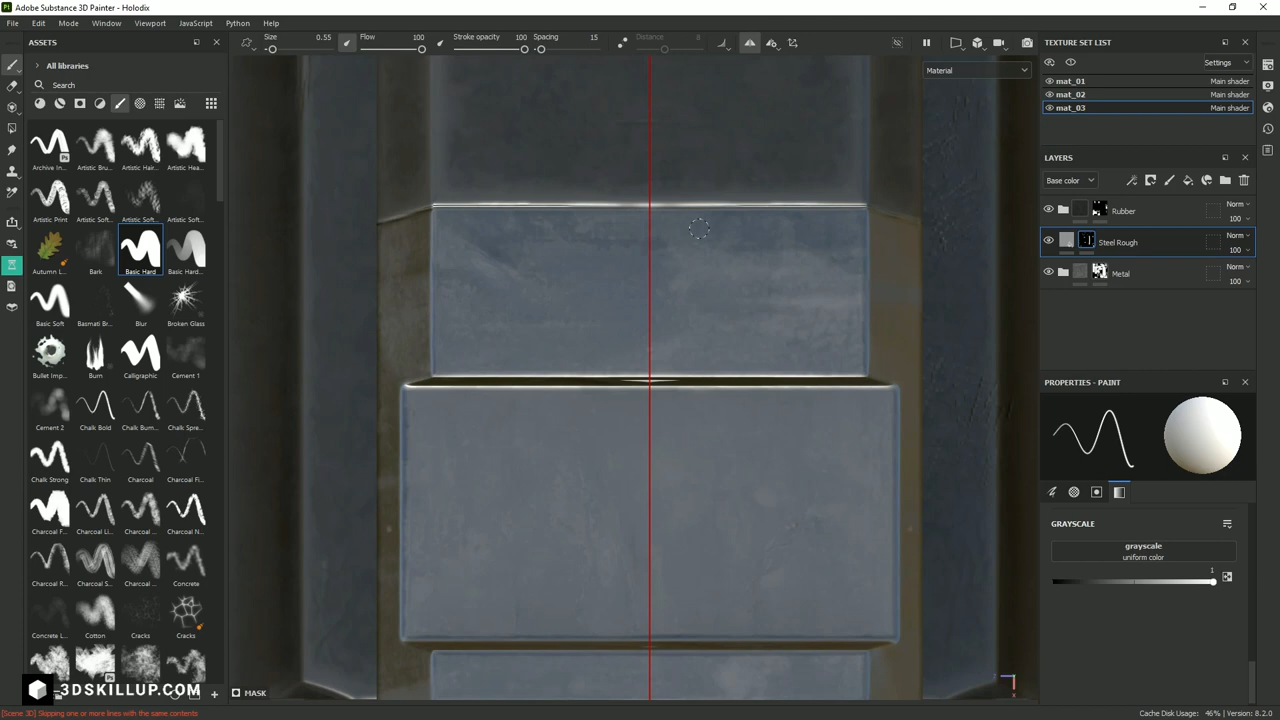 Adobe Substance 3D Painter - Holodix
File Edit Mode Window Viewport JavaScript Python Help
ASSETS
Size 0.55 Flow 100 Stroke opacity 100 Spacing 15 Distance 8
All libraries
Search
Material
Archive In... Artistic Bru... Artistic Hair... Artistic Hea...
Artistic Print Artistic Soft... Artistic Soft... Artistic Soft...
Autumn L... Bark Basic Hard Basic Hard...
Basic Soft Basmati Br... Blur Broken Glass
Bullet Imp... Burn Calligraphic Cement 1
Cement 2 Chalk Bold Chalk Bum... Chalk Spre...
Chalk Strong Chalk Thin Charcoal Charcoal Fi...
Charcoal F... Charcoal Li... Charcoal ... Charcoal N...
Charcoal R... Charcoal S... Charcoal ... Concrete
Concrete L... Cotton Cracks Cracks
3DSKILLUP.COM
MASK
[Scene 3D] Skipping one or more lines with the same contents
TEXTURE SET LIST
Settings
mat_01 Main shader
mat_02 Main shader
mat_03 Main shader
LAYERS
Base color
Rubber Norm 100
Steel Rough Norm 100
Metal Norm 100
PROPERTIES - PAINT
GRAYSCALE
grayscale
uniform color
1
Cache Disk Usage: 46% | Version: 8.2.0